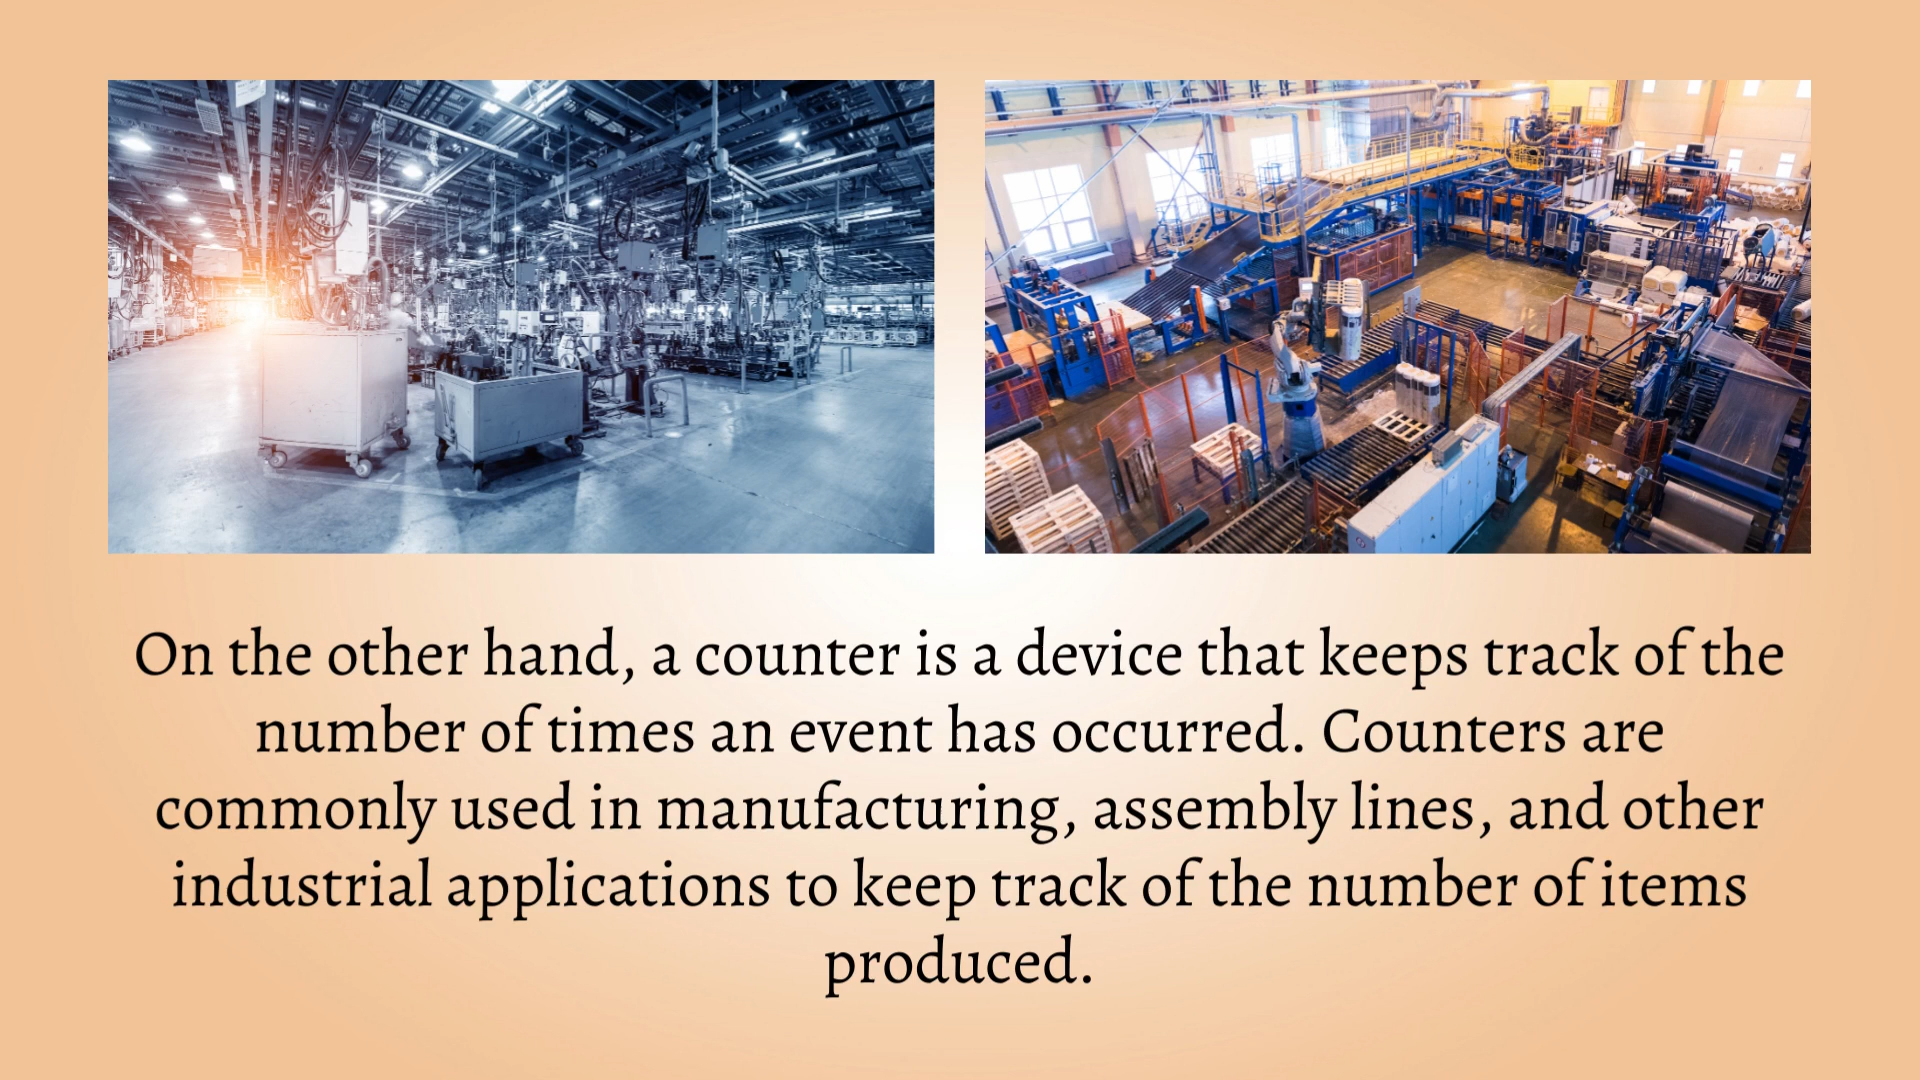 On the other hand, a counter is a device that keeps track of the
number of times an event has occurred. Counters are
commonly used in manufacturing, assembly lines, and other
industrial applications to keep track of the number of items
produced.